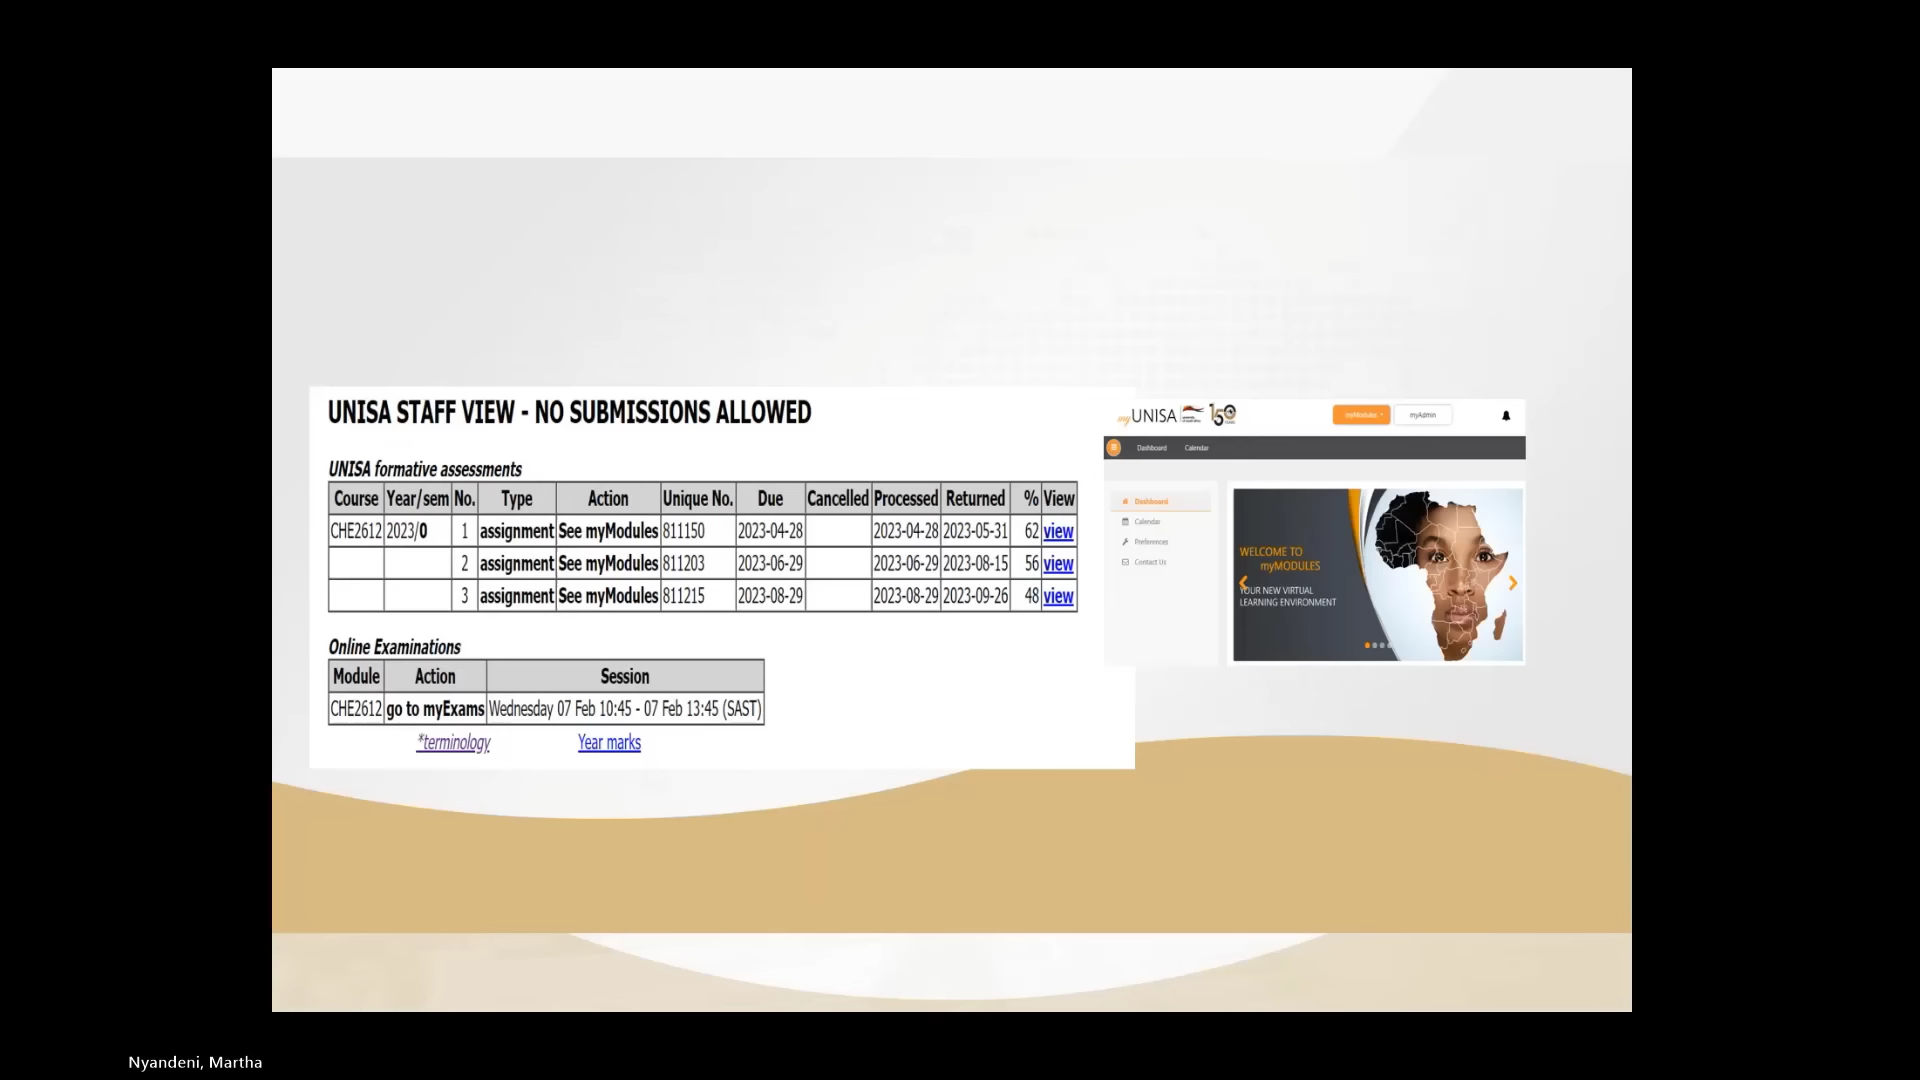 UNISA STAFF VIEW - NO SUBMISSIONS ALLOWED
UNISA formative assessments
Course Year/sem No. Type Action Unique No. Due Cancelled Processed Returned % View
CHE2612 2023/0 1 assignment See myModules 811150 2023-04-28 2023-04-28 2023-05-31 62 view
2 assignment See myModules 811203 2023-06-29 2023-06-29 2023-08-15 56 view
3 assignment See myModules 811215 2023-08-29 2023-08-29 2023-09-26 48 view
Online Examinations
Module Action Session
CHE2612 go to myExams Wednesday 07 Feb 10:45 - 07 Feb 13:45 (SAST)
*terminology Year marks
my UNISA 150
myModules myAdmin
Dashboard Calendar
Dashboard
Calendar
Preferences
Contact Us
WELCOME TO
myMODULES
YOUR NEW VIRTUAL
LEARNING ENVIRONMENT
Nyandeni, Martha